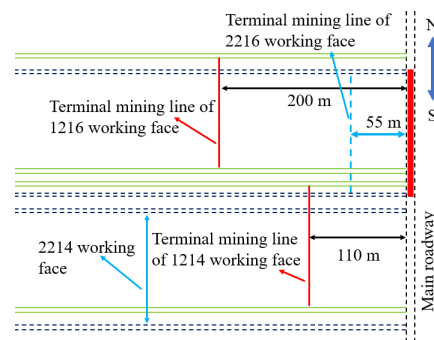 Terminal mining line of
2216 working face
N
200 m
S
Terminal mining line of
1216 working face
55 m
2214 working
face
Terminal mining line
of 1214 working face
110 m
Main roadway